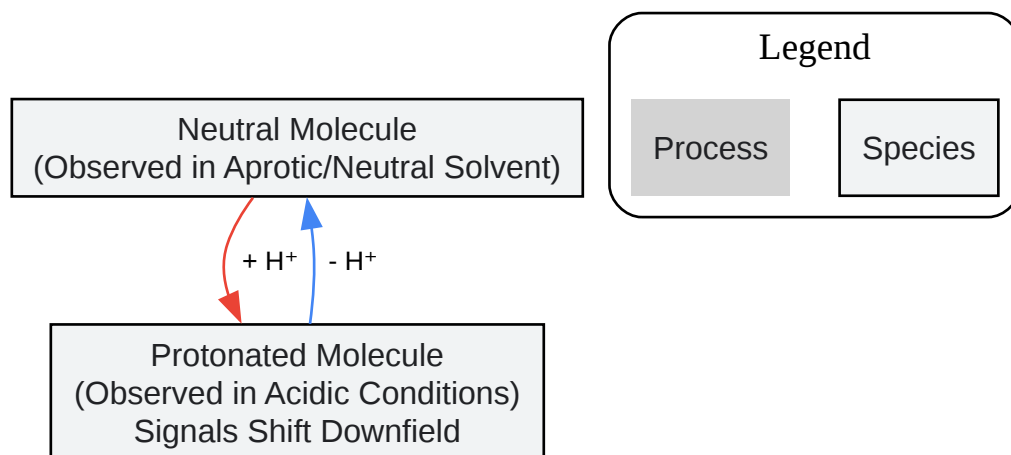 Legend
Process
Species
Neutral Molecule
(Observed in Aprotic/Neutral Solvent)
+ H⁺
- H⁺
Protonated Molecule
(Observed in Acidic Conditions)
Signals Shift Downfield